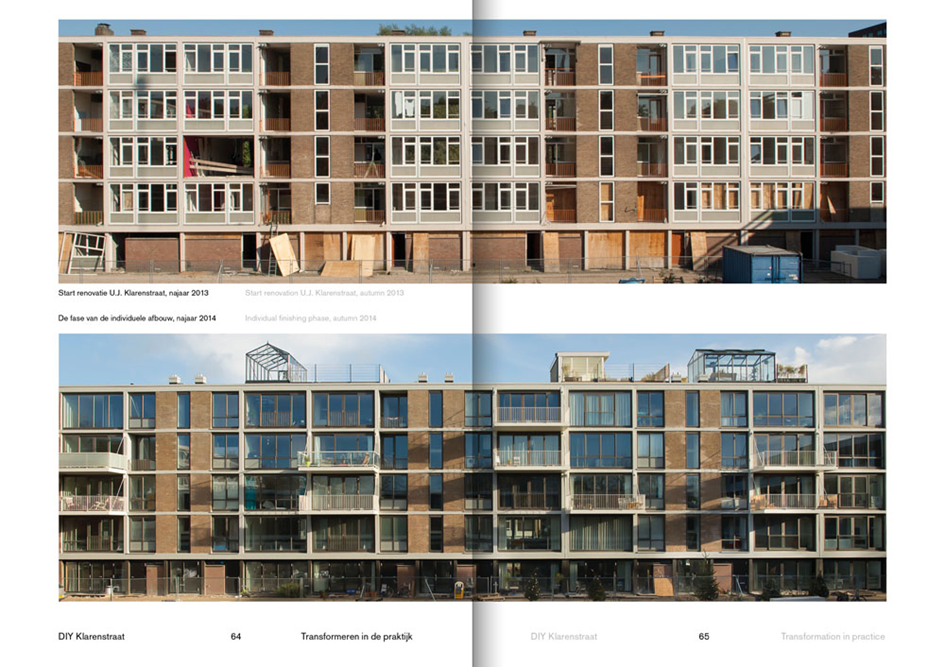 Start renovatie U.J. Klarenstraat, najaar 2013
Start renovation U.J. Klarenstraat, autumn 2013
De fase van de individuele afbouw, najaar 2014
Individual finishing phase, autumn 2014
DIY Klarenstraat 64 Transformeren in de praktijk
DIY Klarenstraat 65 Transformation in practice